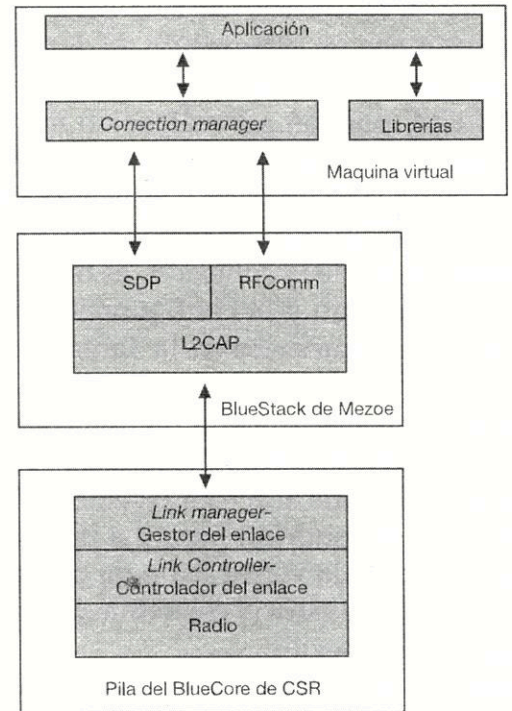 Aplicación
Conection manager
Librerías
Maquina virtual
SDP
RFComm
L2CAP
BlueStack de Mezoe
Link manager-
Gestor del enlace
Link Controller-
Controlador del enlace
Radio
Pila del BlueCore de CSR